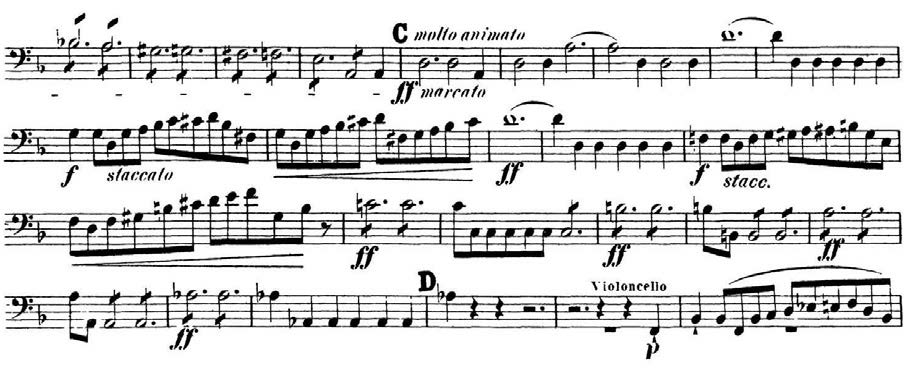 C molto animato
ff marcato
f staccato ff f stacc.
ff ff ff
D
Violoncello
ff p